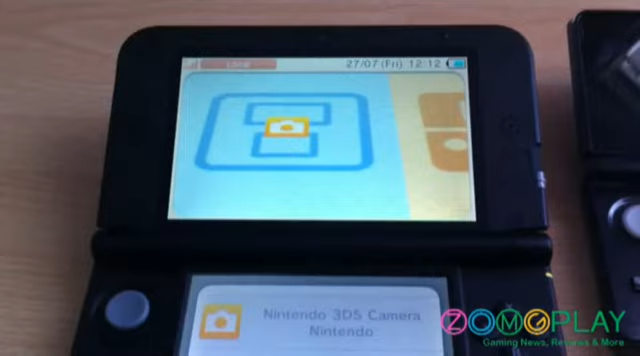 27/07 (Fri) 12:12
Nintendo 3DS Camera
Nintendo
ZOMGPLAY
Gaming News, Reviews & More